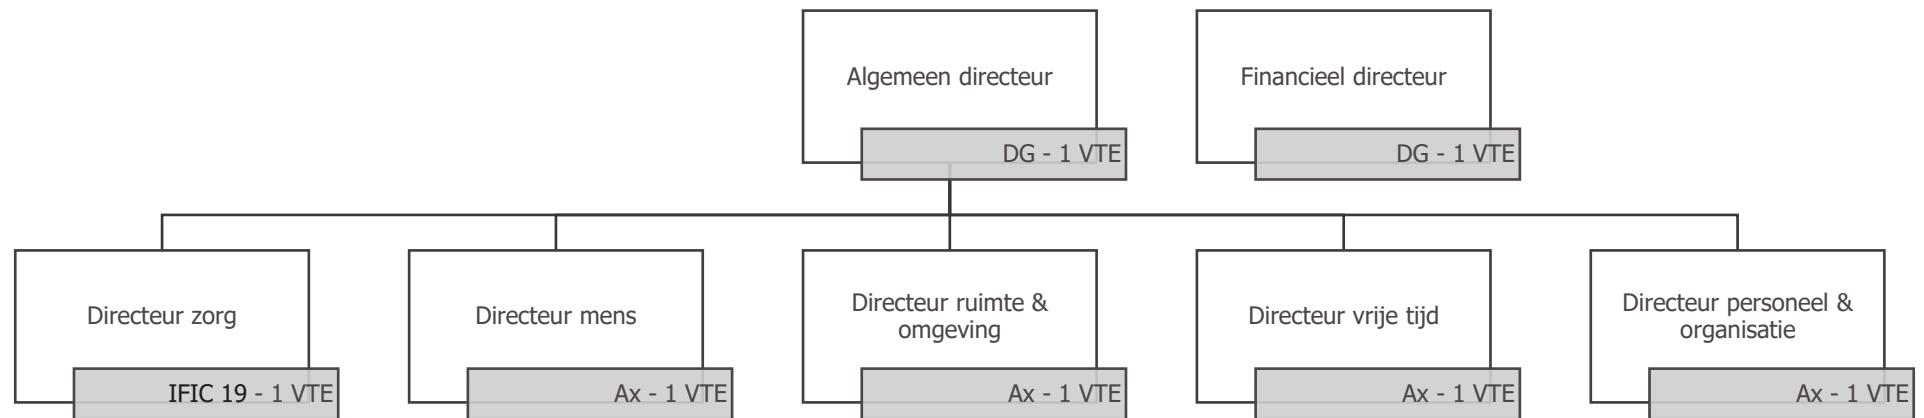 Algemeen directeur
DG - 1 VTE
Financieel directeur
DG - 1 VTE
Directeur zorg
IFIC 19 - 1 VTE
Directeur mens
Ax - 1 VTE
Directeur ruimte &
omgeving
Ax - 1 VTE
Directeur vrije tijd
Ax - 1 VTE
Directeur personeel &
organisatie
Ax - 1 VTE